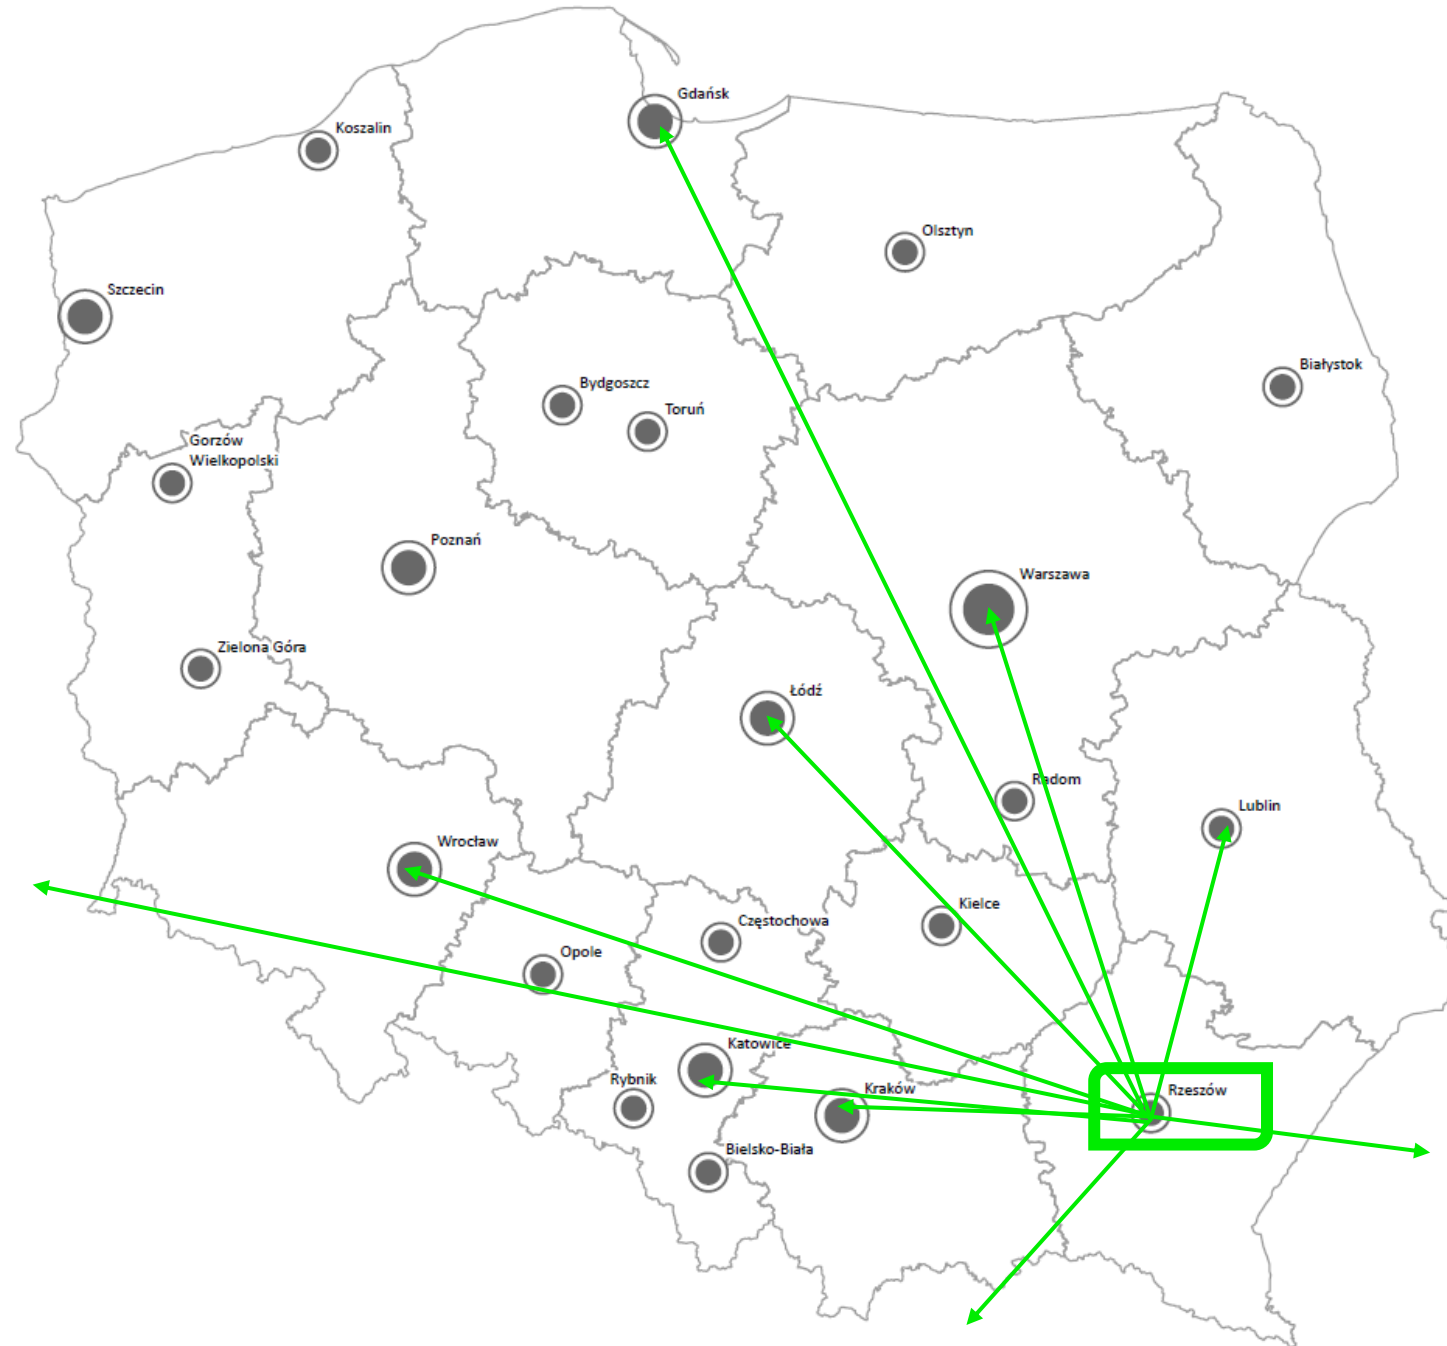 Gdańsk
Koszalin
Olsztyn
Szczecin
Białystok
Bydgoszcz
Toruń
Gorzów
Wielkopolski
Poznań
Warszawa
Zielona Góra
Łódź
Radom
Lublin
Wrocław
Kielce
Częstochowa
Opole
Katowice
Rybnik
Kraków
Rzeszów
Bielsko-Biała